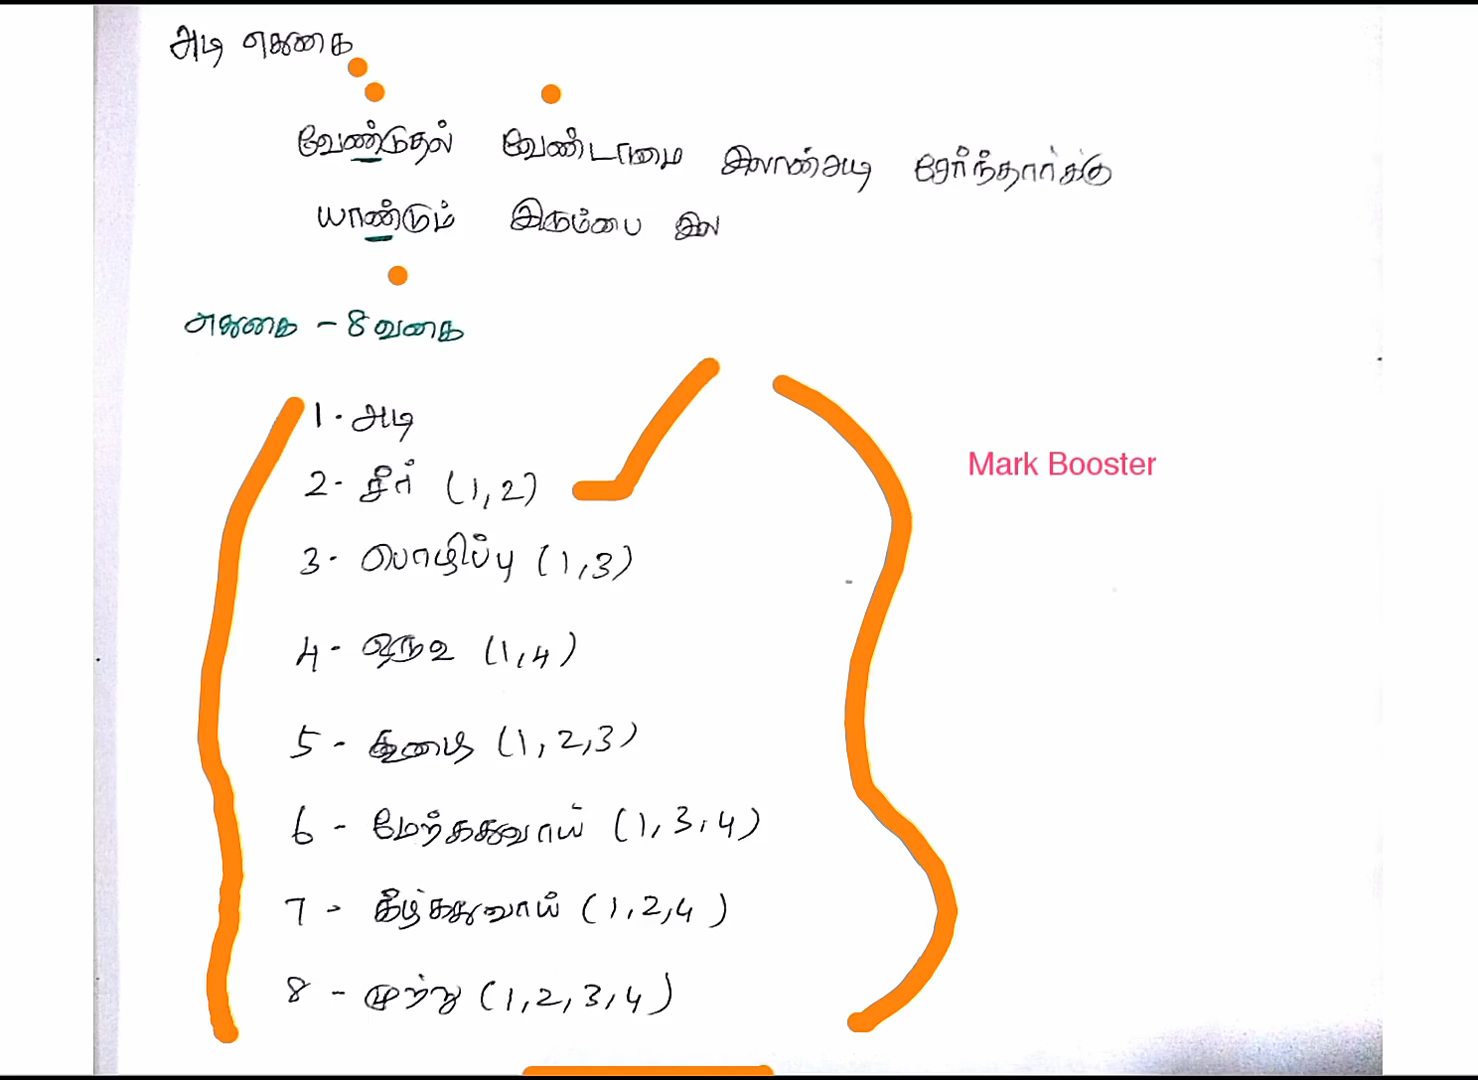 அடி எதுகை
வேண்டுதல் வேண்டாமை இலான்அடி சேர்ந்தார்க்கு
யாண்டும் இடும்பை இல
எதுகை - 8 வகை
1. அடி
2. சீர் (1,2)
3. பொழிப்பு (1,3)
4. ஒரூஉ (1,4)
5 - கூழை (1,2,3)
6 - மேற்கதுவாய் (1,3,4)
7 - கீழ்க்கதுவாய் (1,2,4)
8 - முற்று (1,2,3,4)
Mark Booster